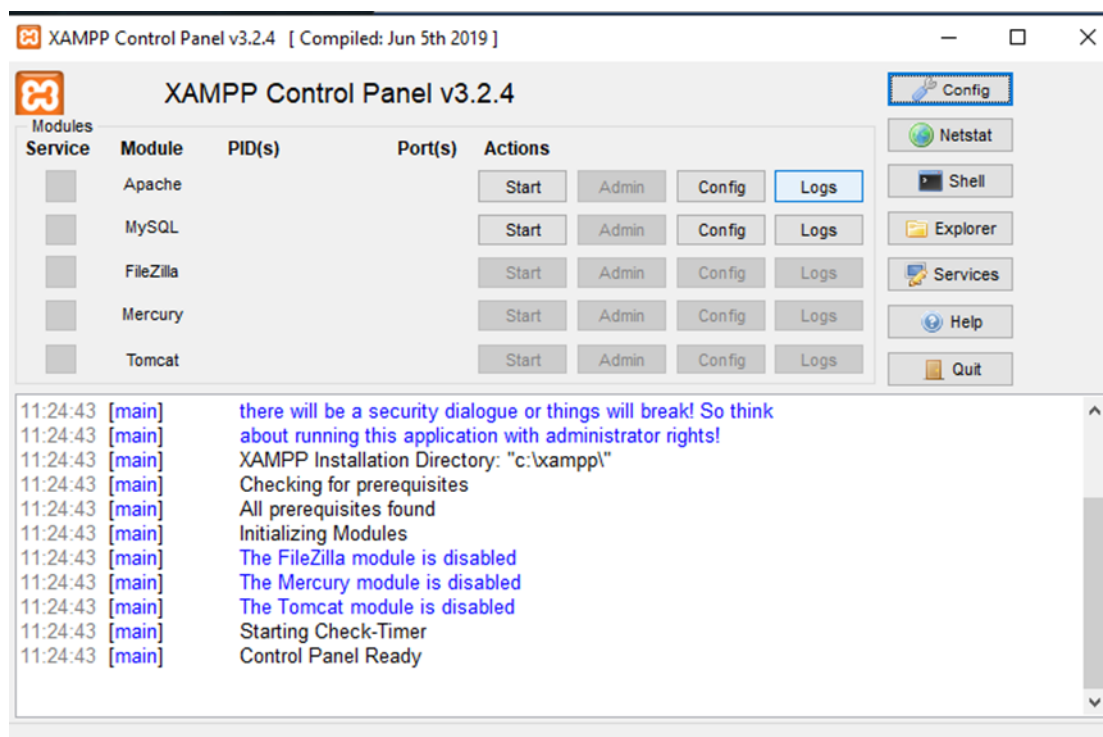 XAMPP Control Panel v3.2.4 [ Compiled: Jun 5th 2019 ]
XAMPP Control Panel v3.2.4
Config
Modules
Service Module PID(s) Port(s) Actions
Netstat
Apache Start Admin Config Logs
Shell
MySQL Start Admin Config Logs
Explorer
FileZilla Start Admin Config Logs
Services
Mercury Start Admin Config Logs
Help
Tomcat Start Admin Config Logs
Quit
11:24:43 [main] there will be a security dialogue or things will break! So think
11:24:43 [main] about running this application with administrator rights!
11:24:43 [main] XAMPP Installation Directory: "c:\xampp\"
11:24:43 [main] Checking for prerequisites
11:24:43 [main] All prerequisites found
11:24:43 [main] Initializing Modules
11:24:43 [main] The FileZilla module is disabled
11:24:43 [main] The Mercury module is disabled
11:24:43 [main] The Tomcat module is disabled
11:24:43 [main] Starting Check-Timer
11:24:43 [main] Control Panel Ready